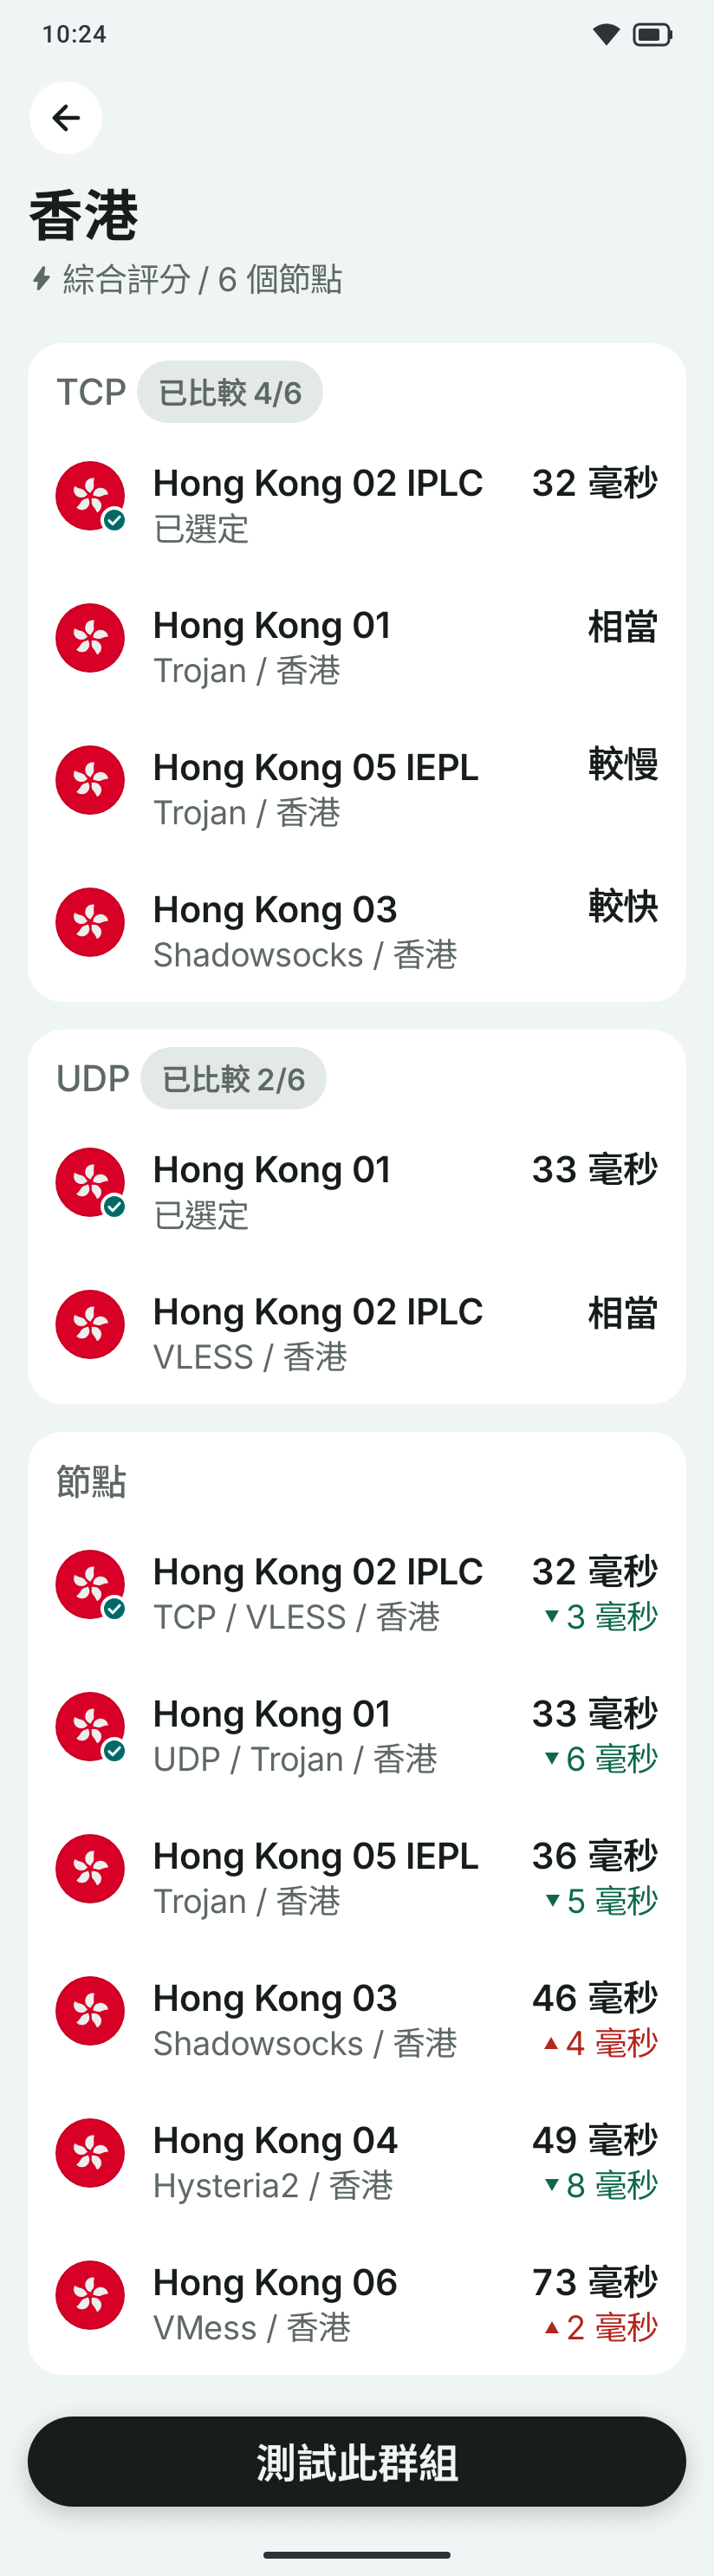 10:24
香港
綜合評分 / 6 個節點
TCP 已比較 4/6
Hong Kong 02 IPLC 32 毫秒
已選定
Hong Kong 01 相當
Trojan / 香港
Hong Kong 05 IEPL 較慢
Trojan / 香港
Hong Kong 03 較快
Shadowsocks / 香港
UDP 已比較 2/6
Hong Kong 01 33 毫秒
已選定
Hong Kong 02 IPLC 相當
VLESS / 香港
節點
Hong Kong 02 IPLC 32 毫秒
TCP / VLESS / 香港 ▼3 毫秒
Hong Kong 01 33 毫秒
UDP / Trojan / 香港 ▼6 毫秒
Hong Kong 05 IEPL 36 毫秒
Trojan / 香港 ▼5 毫秒
Hong Kong 03 46 毫秒
Shadowsocks / 香港 ▲4 毫秒
Hong Kong 04 49 毫秒
Hysteria2 / 香港 ▼8 毫秒
Hong Kong 06 73 毫秒
VMess / 香港 ▲2 毫秒
測試此群組